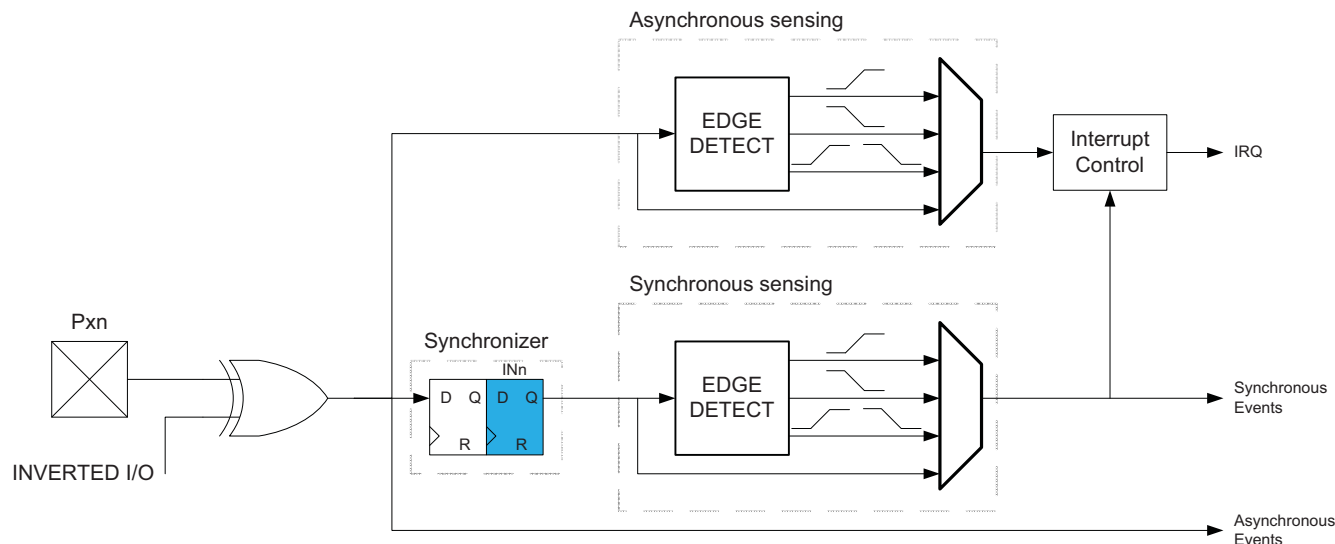 Asynchronous sensing
EDGE
DETECT
Interrupt
Control
IRQ
Synchronous sensing
Pxn
Synchronizer
INn
D Q D Q
R R
EDGE
DETECT
Synchronous
Events
INVERTED I/O
Asynchronous
Events